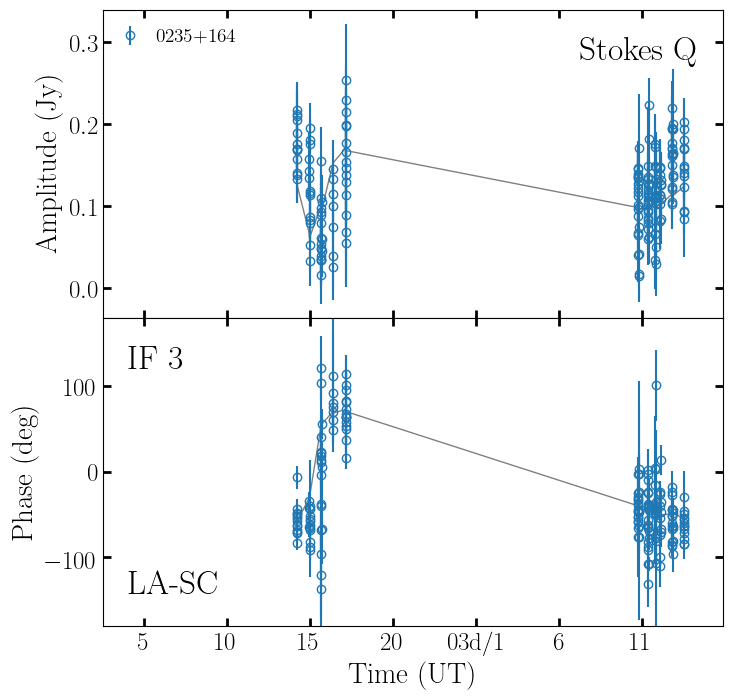 0235+164
Stokes Q
Amplitude (Jy)
0.3
0.2
0.1
0.0
IF 3
LA-SC
Phase (deg)
100
0
−100
5 10 15 20 03d/1 6 11
Time (UT)